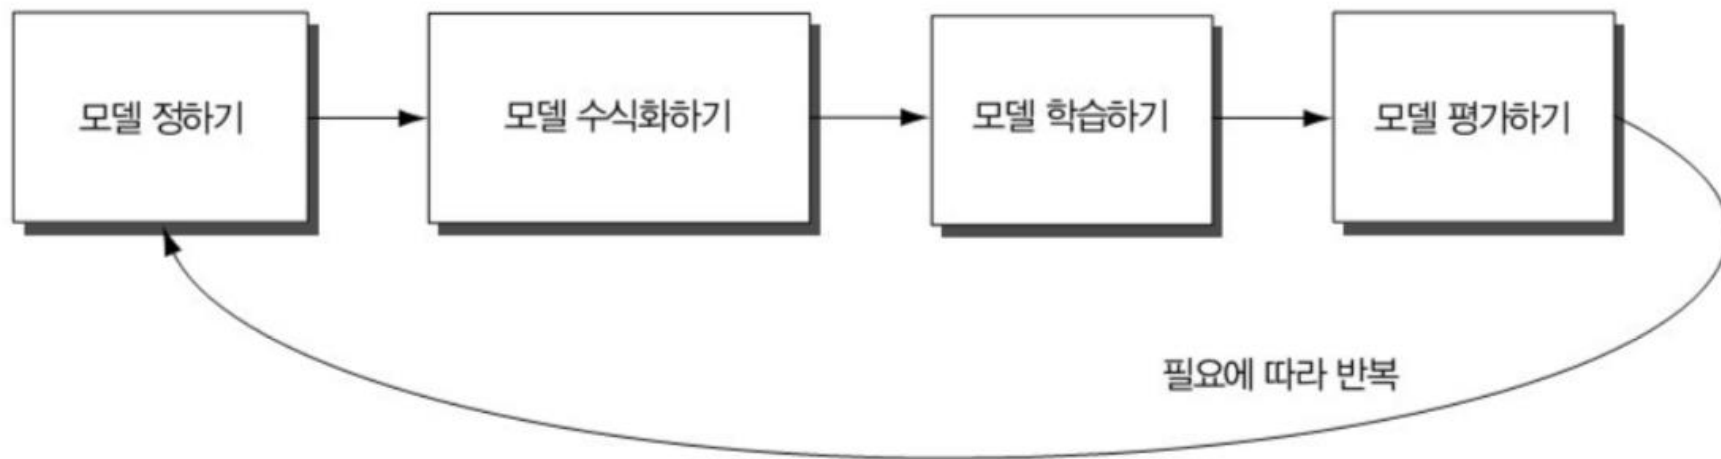 모델 정하기
모델 수식화하기
모델 학습하기
모델 평가하기
필요에 따라 반복